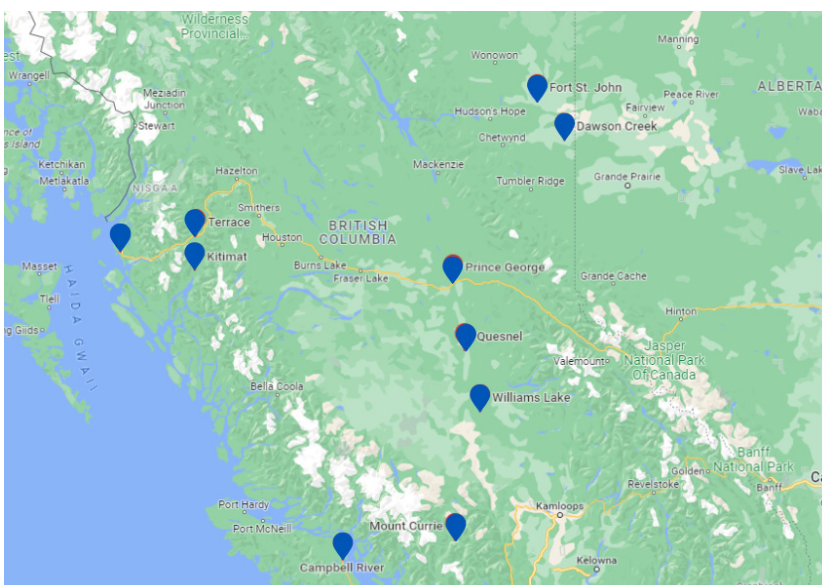 Wilderness
Provincial...
Wonowon
Manning
Wrangell
Meziadin
Junction
Fort St. John
Peace River
ALBERTA
Stewart
Hudson's Hope
Fairview
Dawson Creek
Chetwynd
Ketchikan
Metlakatla
NISGAA
Hazelton
Mackenzie
Tumbler Ridge
Grande Prairie
Slave Lak
Smithers
Terrace
Houston
BRITISH
COLUMBIA
Kitimat
Burns Lake
Fraser Lake
Prince George
Grande Cache
Masset
HAIDA GWAII
Tlell
Hinton
Quesnel
Jasper
National Park
Of Canada
Valemount
Bella Coola
Williams Lake
Banff
National Park
Golden
Banff
Revelstoke
Port Hardy
Port McNeill
Mount Currie
Kamloops
Campbell River
Kelowna